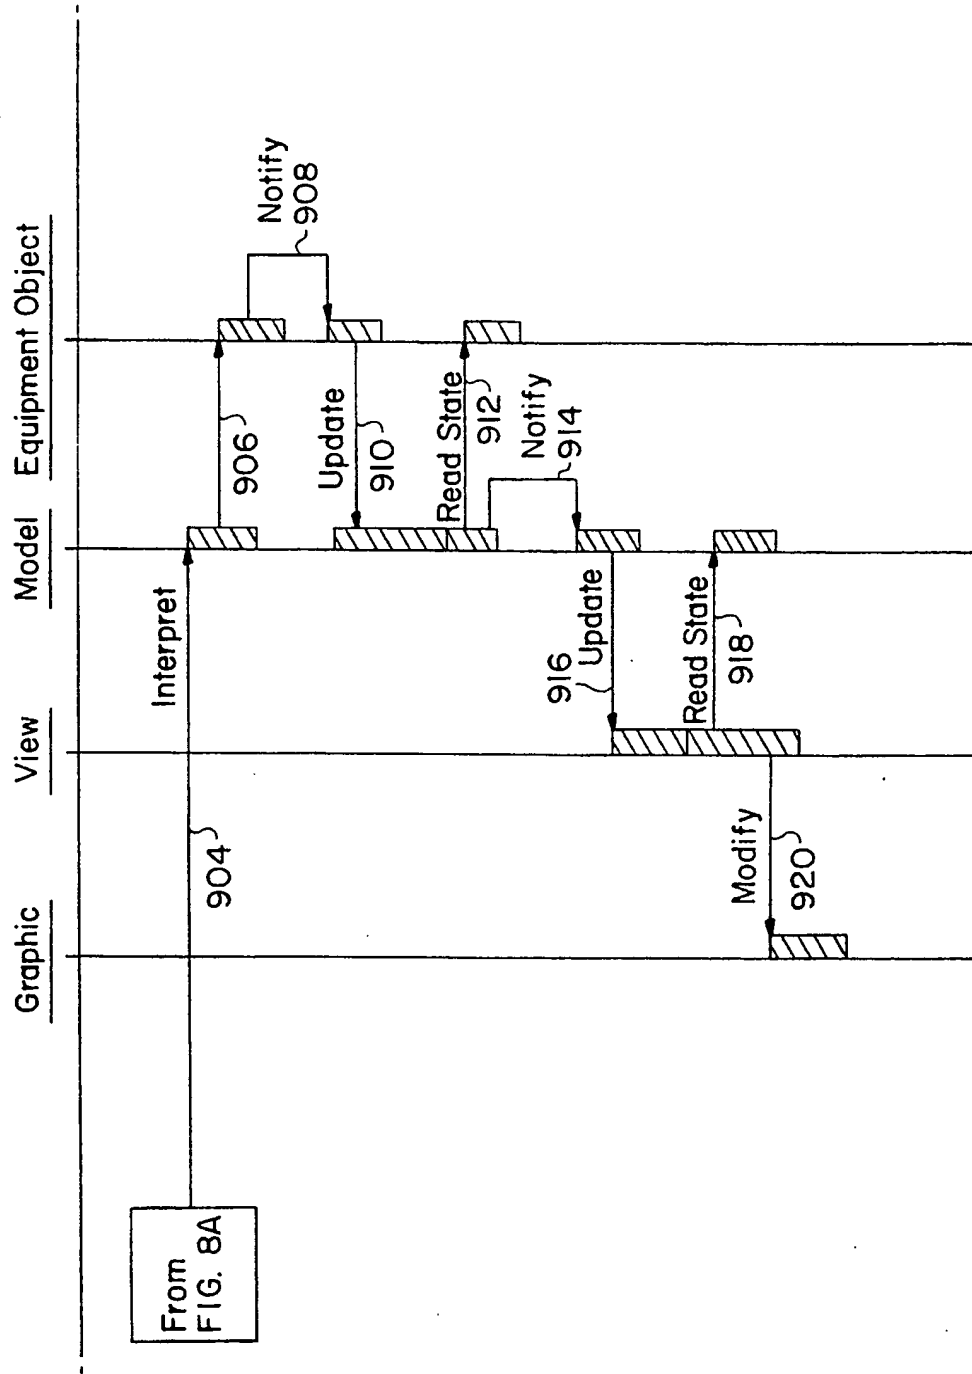 Graphic
View
Model
Equipment Object
From
FIG. 8A
904
Interpret
906
Notify
908
Update
910
Read State
912
Notify
914
916
Update
Read State
918
Modify
920